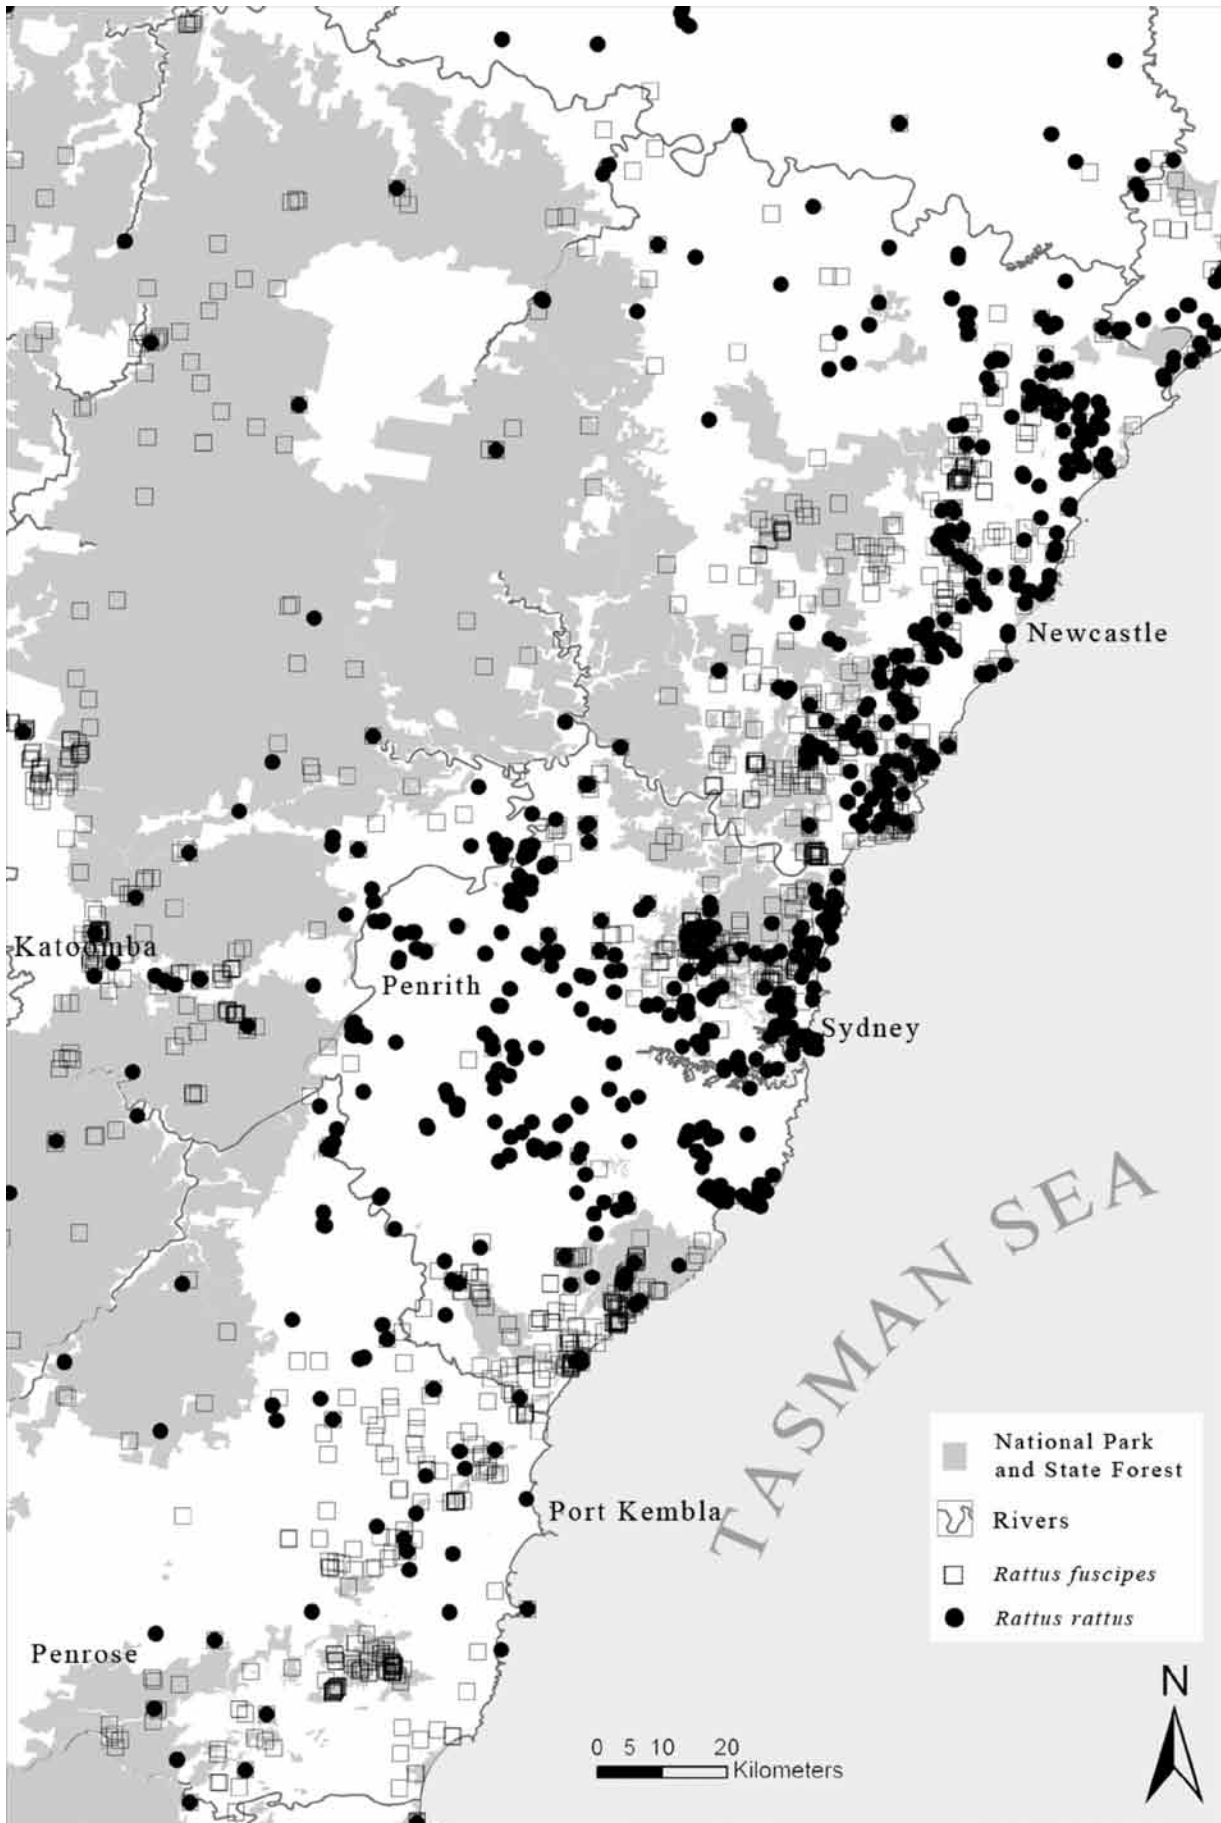 Newcastle
Katoomba
Penrith
Sydney
TASMAN SEA
Port Kembla
Penrose
National Park
and State Forest
Rivers
Rattus fuscipes
Rattus rattus
N
0 5 10 20
Kilometers